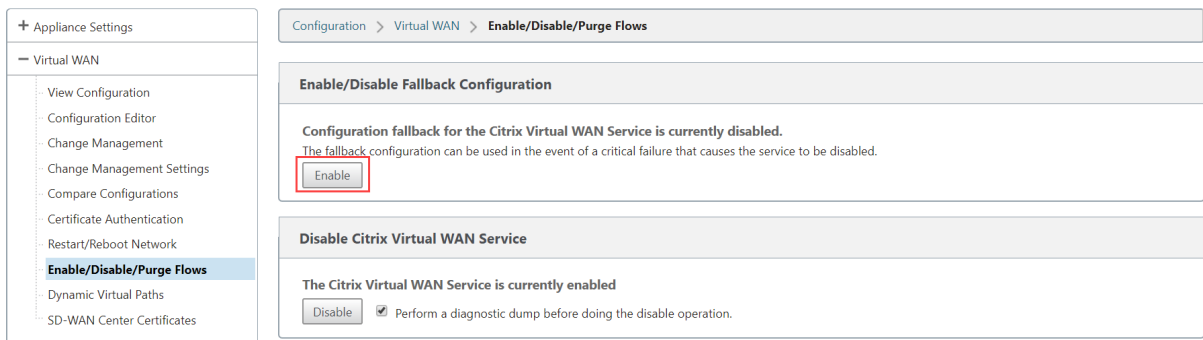 + Appliance Settings
− Virtual WAN
View Configuration
Configuration Editor
Change Management
Change Management Settings
Compare Configurations
Certificate Authentication
Restart/Reboot Network
Enable/Disable/Purge Flows
Dynamic Virtual Paths
SD-WAN Center Certificates
Configuration > Virtual WAN > Enable/Disable/Purge Flows
Enable/Disable Fallback Configuration
Configuration fallback for the Citrix Virtual WAN Service is currently disabled.
The fallback configuration can be used in the event of a critical failure that causes the service to be disabled.
Enable
Disable Citrix Virtual WAN Service
The Citrix Virtual WAN Service is currently enabled
Disable Perform a diagnostic dump before doing the disable operation.